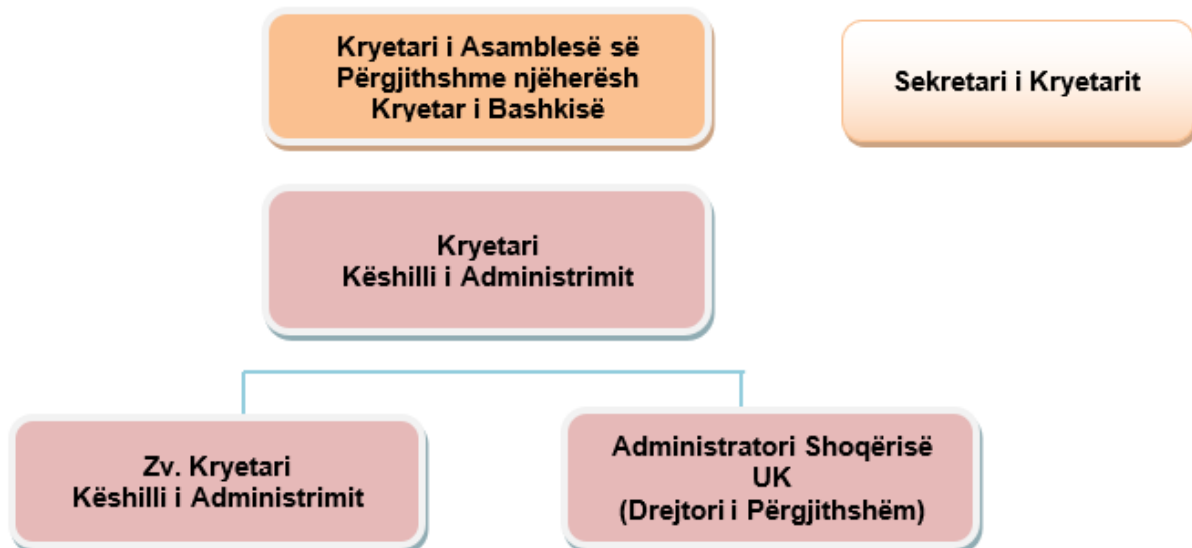 Kryetari i Asamblesë së
Përgjithshme njëherësh
Kryetar i Bashkisë
Sekretari i Kryetarit
Kryetari
Këshilli i Administrimit
Zv. Kryetari
Këshilli i Administrimit
Administratori Shoqërisë
UK
(Drejtori i Përgjithshëm)